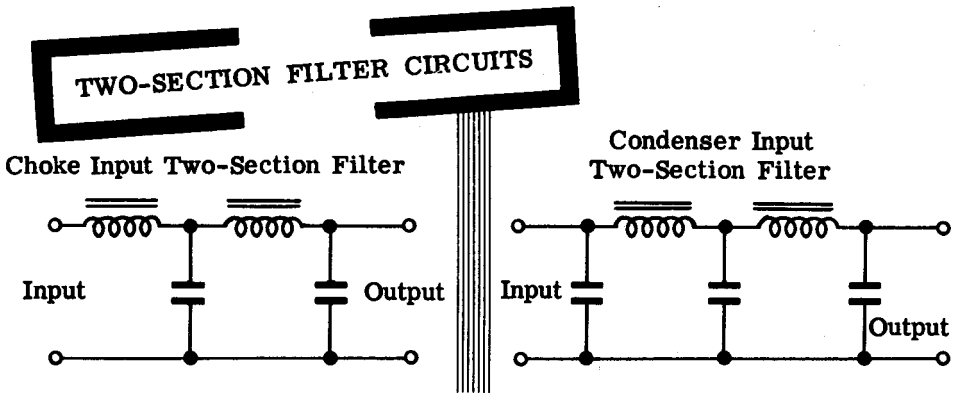 TWO-SECTION FILTER CIRCUITS
Choke Input Two-Section Filter
Input
Output
Condenser Input
Two-Section Filter
Input
Output